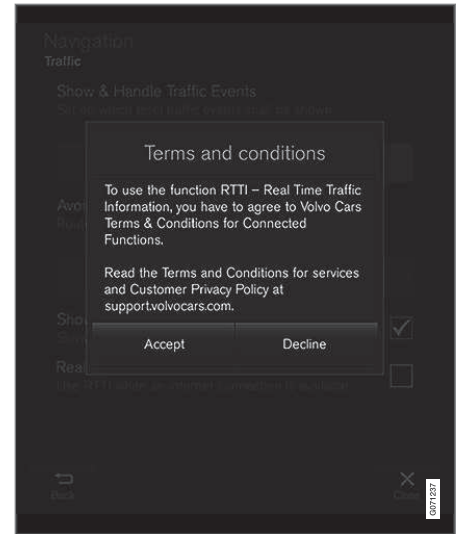 Navigation
Traffic
Show & Handle Traffic Events
Terms and conditions
To use the function RTTI – Real Time Traffic
Information, you have to agree to Volvo Cars
Terms & Conditions for Connected
Functions.
Read the Terms and Conditions for services
and Customer Privacy Policy at
support.volvocars.com.
Accept
Decline
Back
Close
G071237